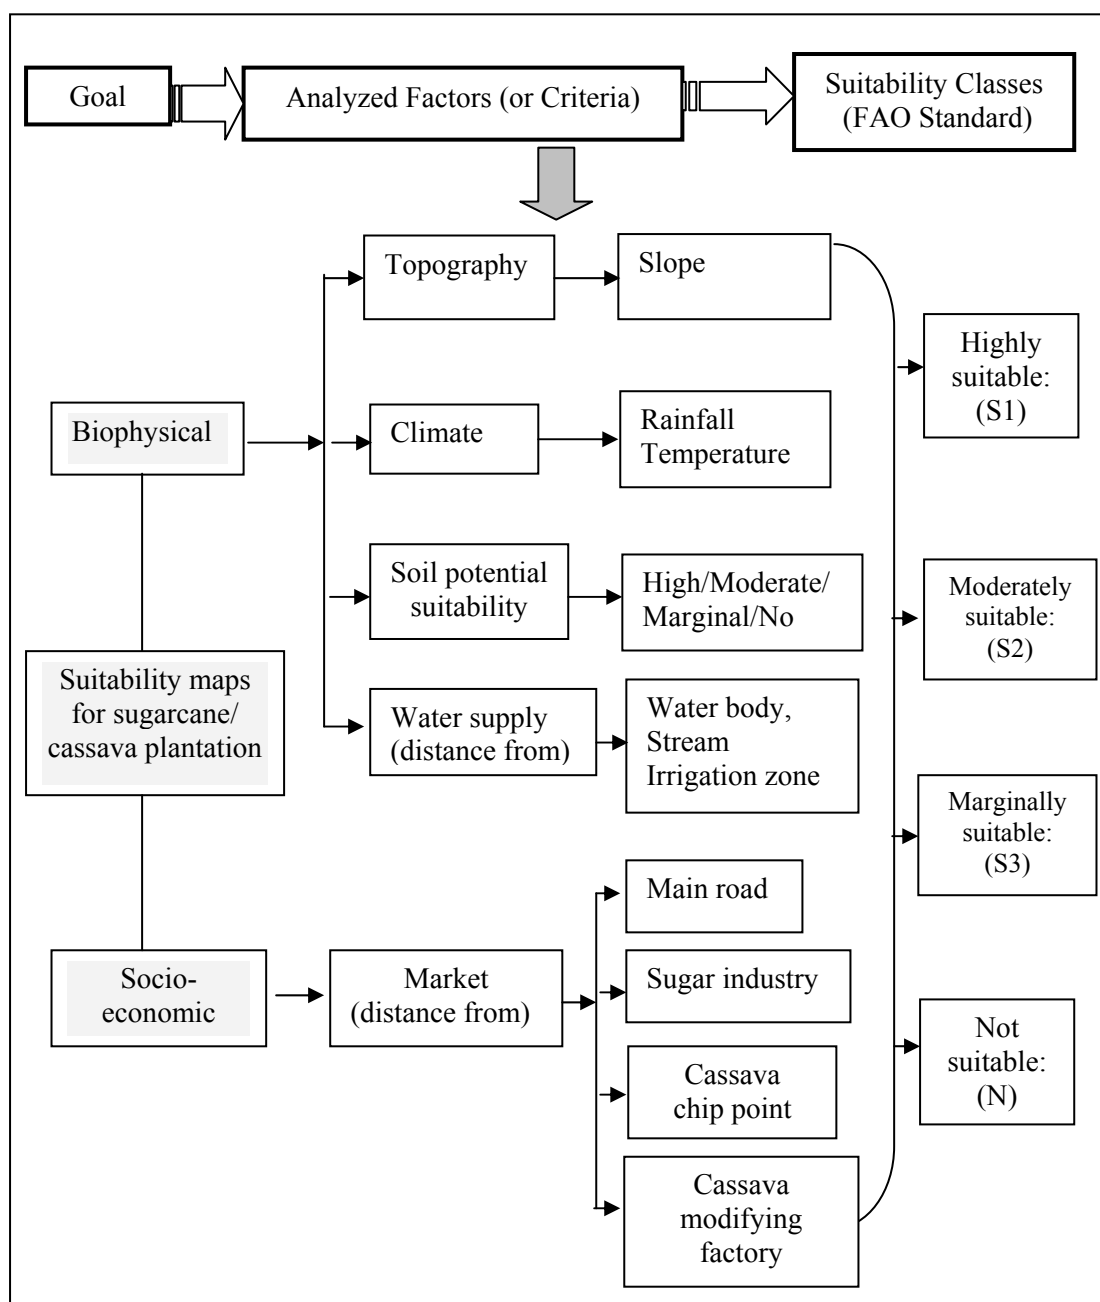 Goal
Analyzed Factors (or Criteria)
Suitability Classes
(FAO Standard)
Topography
Slope
Highly
suitable:
(S1)
Biophysical
Climate
Rainfall
Temperature
Soil potential
suitability
High/Moderate/
Marginal/No
Moderately
suitable:
(S2)
Suitability maps
for sugarcane/
cassava plantation
Water supply
(distance from)
Water body,
Stream
Irrigation zone
Marginally
suitable:
(S3)
Main road
Socio-
economic
Market
(distance from)
Sugar industry
Cassava
chip point
Not
suitable:
(N)
Cassava
modifying
factory